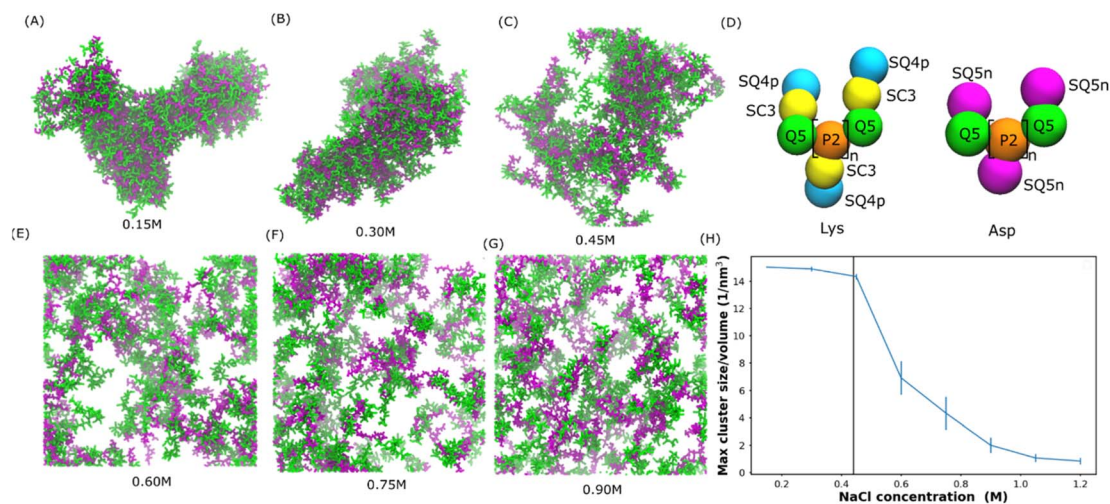 (A)
(B)
(C)
(D)
0.15M
0.30M
0.45M
SQ4p
SQ4p
SC3
SC3
Q5
P2
Q5
n
SC3
SQ4p
Lys
SQ5n
SQ5n
Q5
P2
Q5
n
SQ5n
Asp
(E)
(F)
(G)
(H)
0.60M
0.75M
0.90M
Max cluster size/volume (1/nm³)
14
12
10
8
6
4
2
0
0.2 0.4 0.6 0.8 1.0 1.2
NaCl concentration (M)